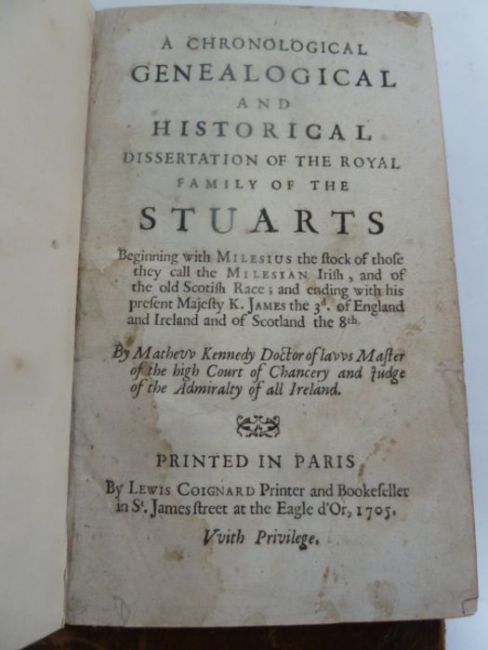 A CHRONOLOGICAL
GENEALOGICAL
AND
HISTORICAL
DISSERTATION OF THE ROYAL
FAMILY OF THE
STUARTS
Beginning with MILESIUS the ſtock of thoſe
they call the MILESIAN Iriſh, and of
the old Scotiſh Race; and ending with his
preſent Majeſty K. JAMES the 3ᵈ. of England
and Ireland and of Scotland the 8ᵗʰ.
By Mathevv Kennedy Doctor of lavvs Maſter
of the high Court of Chancery and Judge
of the Admiralty of all Ireland.
PRINTED IN PARIS
By LEWIS COIGNARD Printer and Bookeſeller
in Sᵗ. James ſtreet at the Eagle d'Or, 1705.
Vvith Privilege.